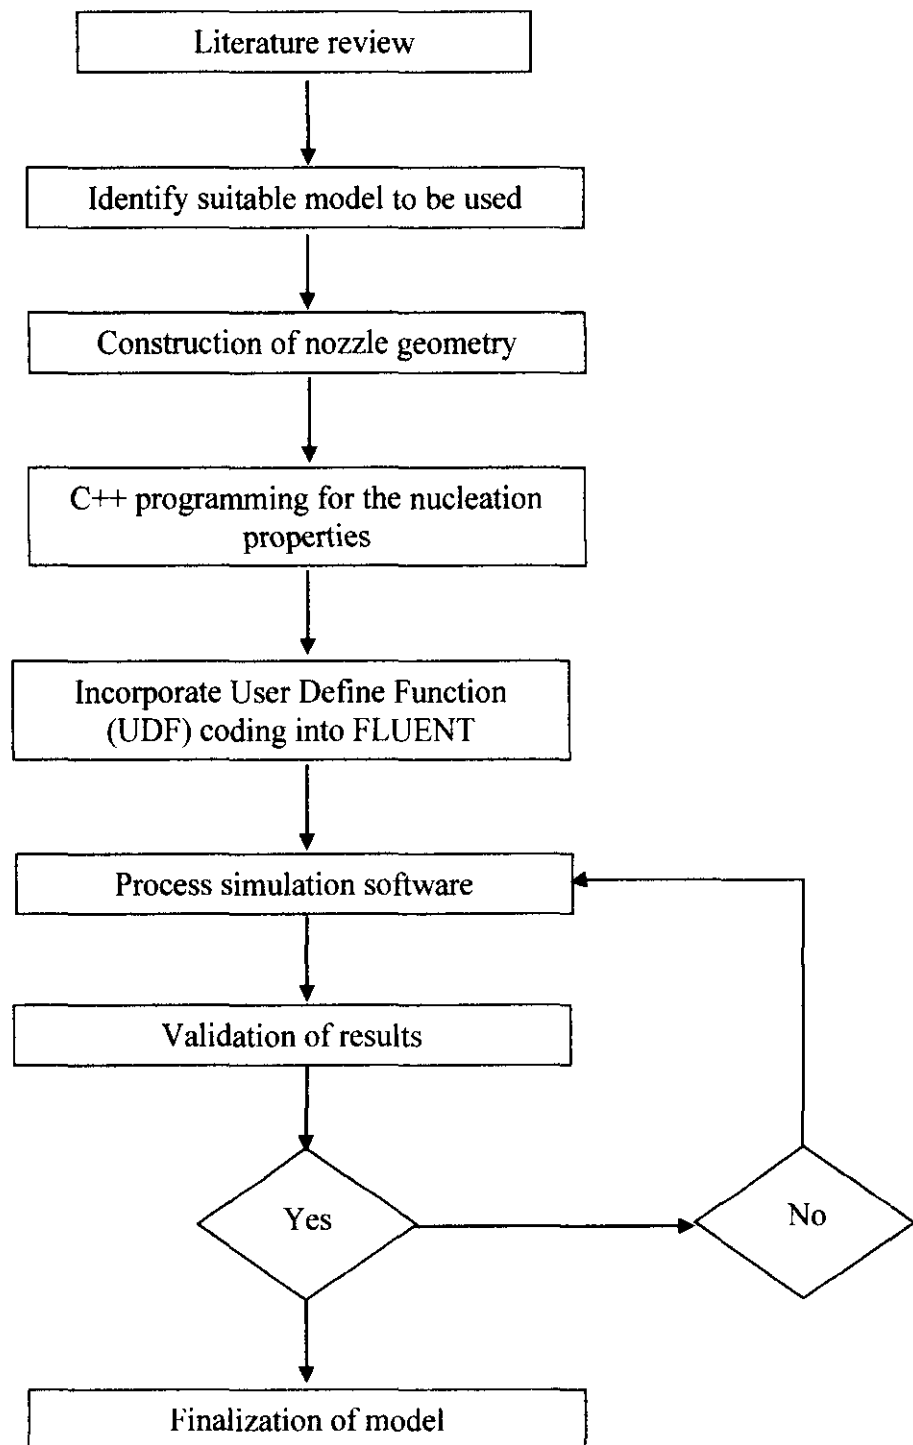 Literature review
Identify suitable model to be used
Construction of nozzle geometry
C++ programming for the nucleation
properties
Incorporate User Define Function
(UDF) coding into FLUENT
Process simulation software
Validation of results
Yes
No
Finalization of model